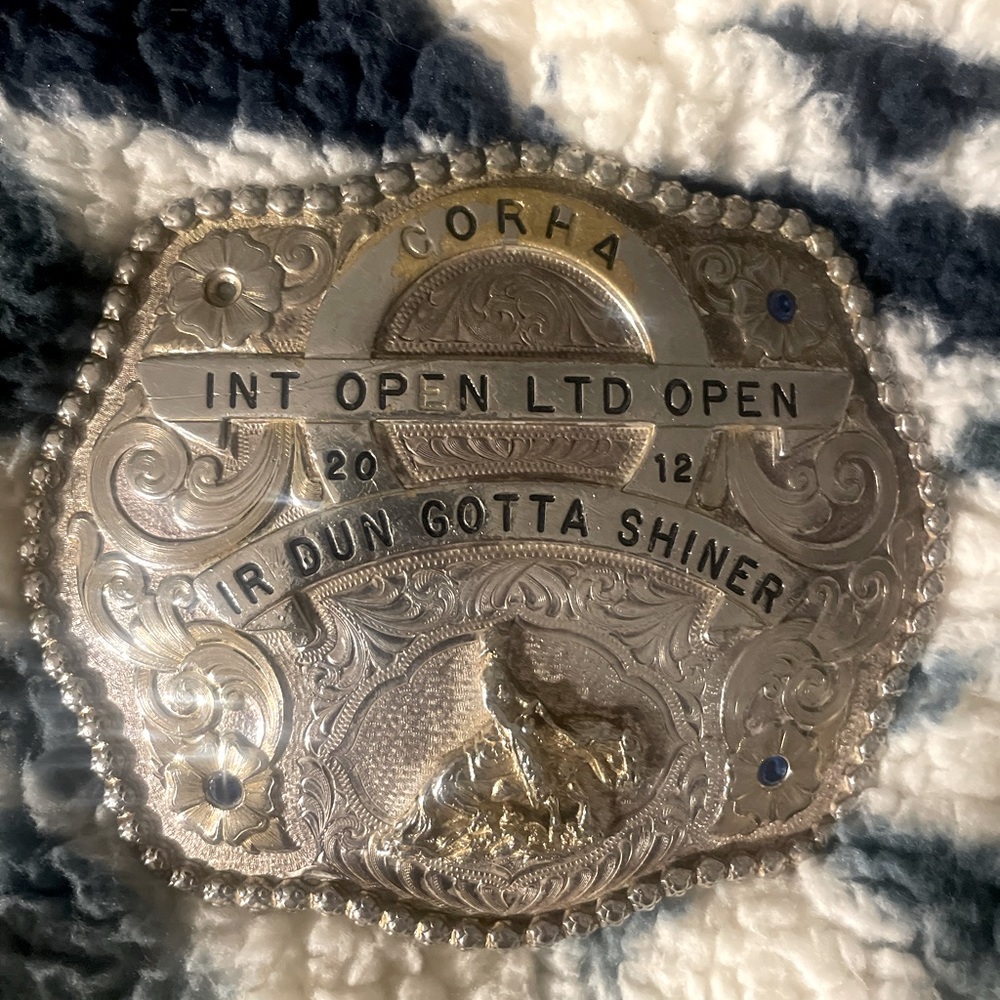 CORHA
INT OPEN LTD OPEN
20 12
IR DUN GOTTA SHINER